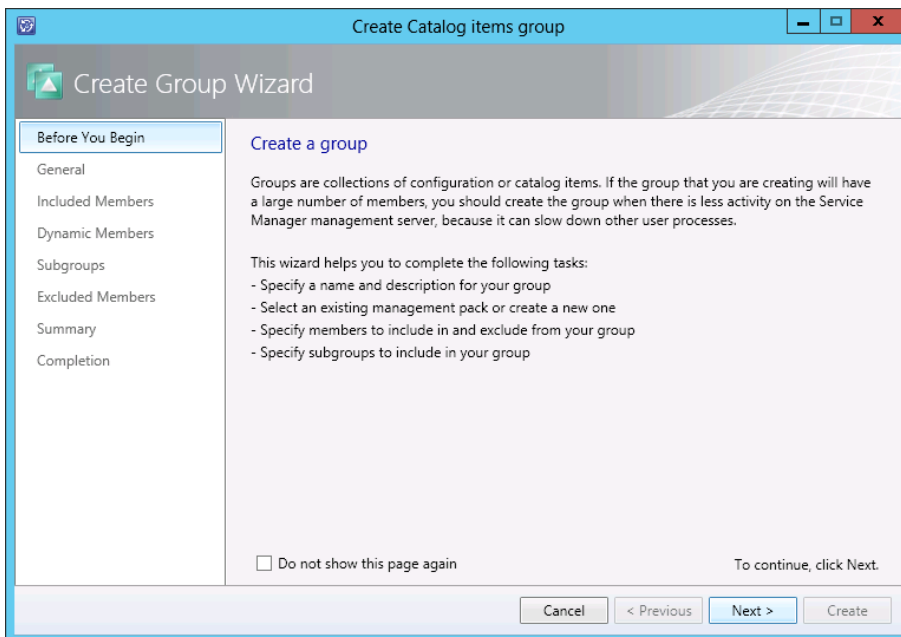 Create Catalog items group
Create Group Wizard
Before You Begin
General
Included Members
Dynamic Members
Subgroups
Excluded Members
Summary
Completion
Create a group
Groups are collections of configuration or catalog items. If the group that you are creating will have
a large number of members, you should create the group when there is less activity on the Service
Manager management server, because it can slow down other user processes.
This wizard helps you to complete the following tasks:
- Specify a name and description for your group
- Select an existing management pack or create a new one
- Specify members to include in and exclude from your group
- Specify subgroups to include in your group
Do not show this page again
To continue, click Next.
Cancel
< Previous
Next >
Create